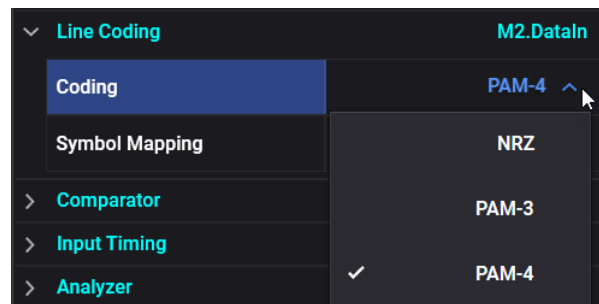 Line Coding M2.DataIn
Coding PAM-4
Symbol Mapping NRZ
Comparator PAM-3
Input Timing
Analyzer PAM-4